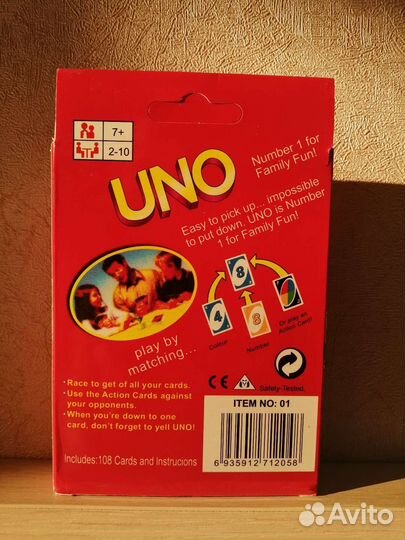 7+
2-10
UNO
Number 1 for
Family Fun!
Easy to pick up... impossible
to put down. UNO is Number
1 for Family Fun!
8
4
8
play by
matching...
Colour
Number
Or play an
Action Card!
• Race to get of all your cards.
• Use the Action Cards against
your opponents.
• When you're down to one
card, don't forget to yell UNO!
CE
Safety-Tested.
ITEM NO: 01
Includes:108 Cards and Instrucions
6 935912 712058
Avito